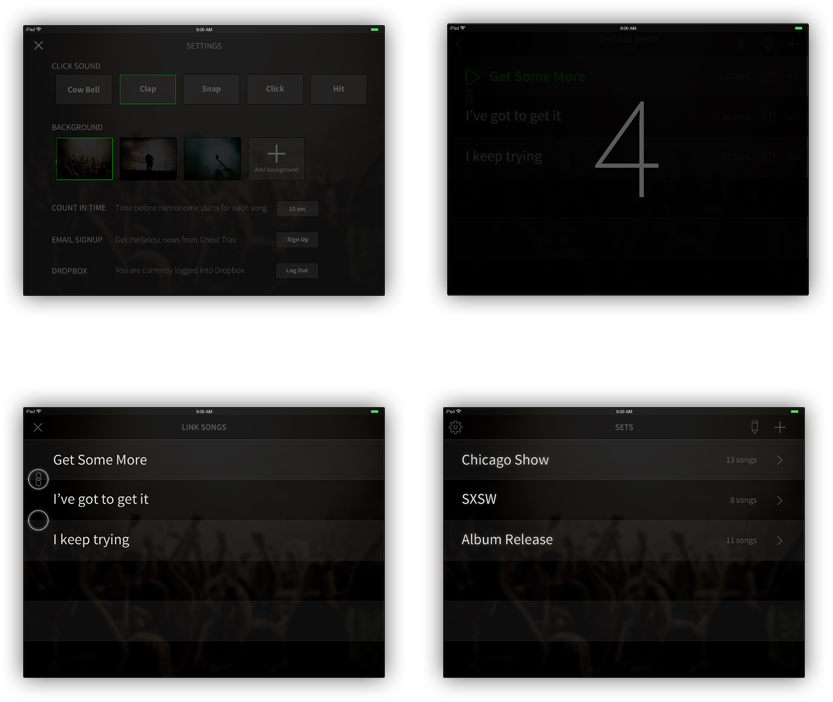 iPad 9:00 AM
SETTINGS
CLICK SOUND
Cow Bell Clap Snap Click Hit
BACKGROUND
Add background
COUNT IN TIME Time before metronome starts for each song 15 sec
EMAIL SIGNUP Get the latest news from Ghost Trax Sign Up
DROPBOX You are currently logged into Dropbox Log Out
iPad 9:00 AM
CHICAGO SHOW
Get Some More
I've got to get it
I keep trying
4
iPad 9:00 AM
LINK SONGS
Get Some More
I've got to get it
I keep trying
iPad 9:00 AM
SETS
Chicago Show 13 songs
SXSW 8 songs
Album Release 11 songs